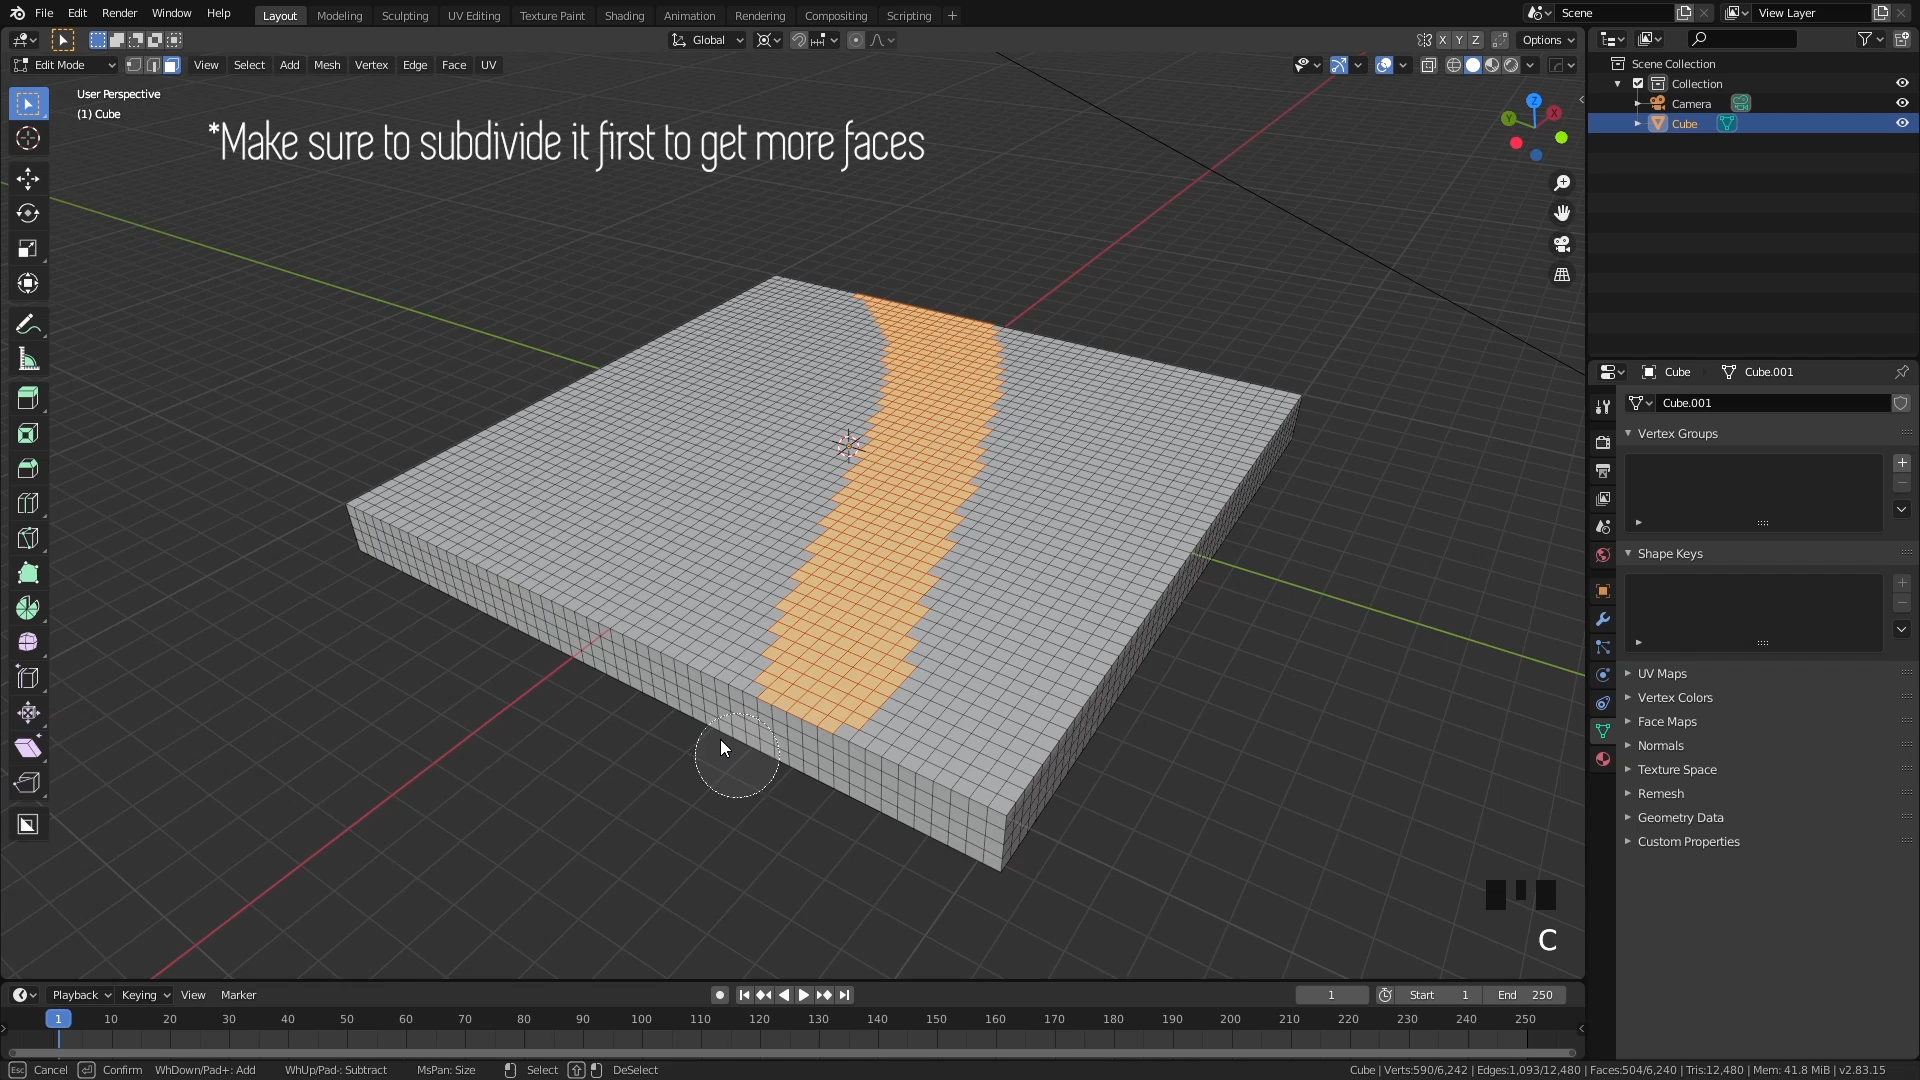 File Edit Render Window Help Layout Modeling Sculpting UV Editing Texture Paint Shading Animation Rendering Compositing Scripting + Scene View Layer
Global X Y Z Options
Edit Mode View Select Add Mesh Vertex Edge Face UV
User Perspective
(1) Cube
*Make sure to subdivide it first to get more faces
Z
Y
X
Scene Collection
Collection
Camera
Cube
Cube Cube.001
Cube.001
Vertex Groups
Shape Keys
UV Maps
Vertex Colors
Face Maps
Normals
Texture Space
Remesh
Geometry Data
Custom Properties
C
Playback Keying View Marker 1 Start 1 End 250
1 10 20 30 40 50 60 70 80 90 100 110 120 130 140 150 160 170 180 190 200 210 220 230 240 250
Esc Cancel Confirm WhDown/Pad+: Add WhUp/Pad-: Subtract MsPan: Size Select DeSelect Cube | Verts:590/6,242 | Edges:1,093/12,480 | Faces:504/6,240 | Tris:12,480 | Mem: 41.8 MiB | v2.83.15